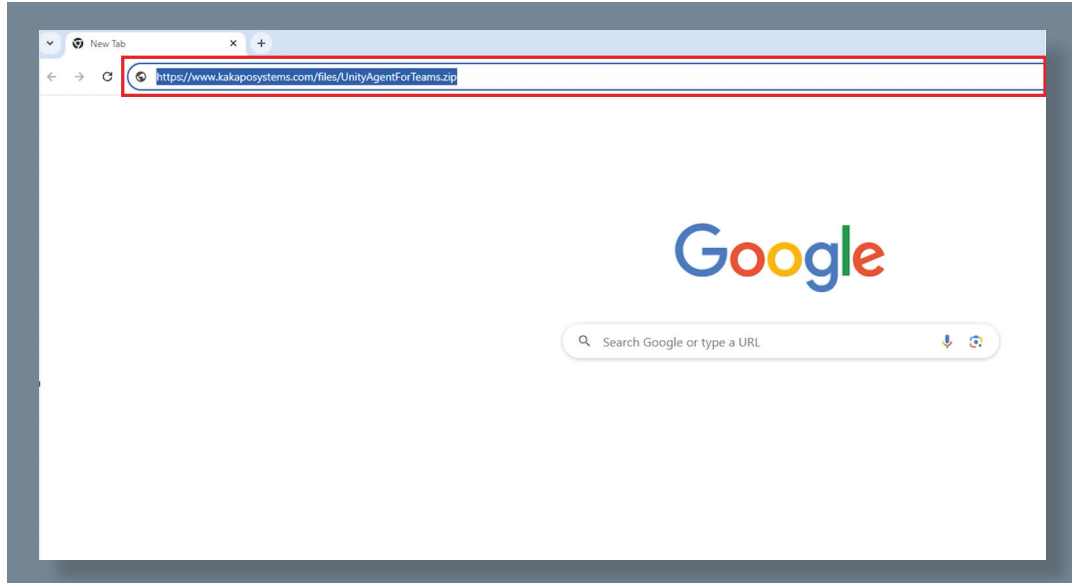 New Tab
https://www.kakaposystems.com/files/UnityAgentForTeams.zip
Google
Search Google or type a URL